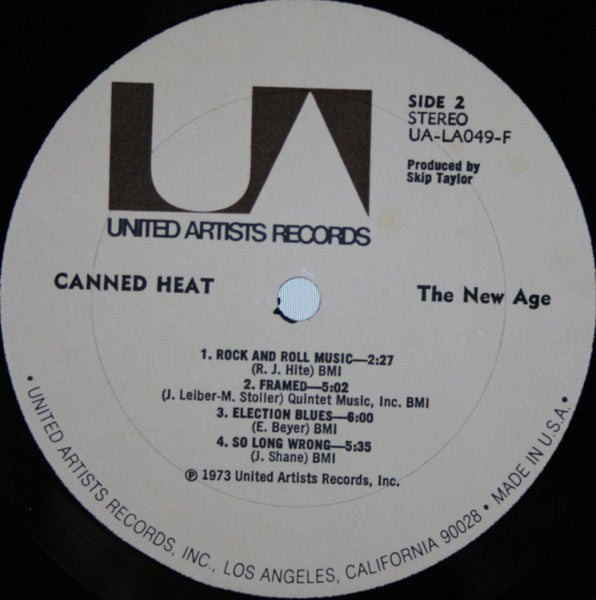 UA
UNITED ARTISTS RECORDS
SIDE 2
STEREO
UA-LA049-F
Produced by
Skip Taylor
CANNED HEAT
The New Age
1. ROCK AND ROLL MUSIC—2:27
(R. J. Hite) BMI
2. FRAMED—5:02
(J. Leiber-M. Stoller) Quintet Music, Inc. BMI
3. ELECTION BLUES—6:00
(E. Beyer) BMI
4. SO LONG WRONG—5:35
(J. Shane) BMI
℗ 1973 United Artists Records, Inc.
• UNITED ARTISTS RECORDS, INC., LOS ANGELES, CALIFORNIA 90028 • MADE IN U.S.A. •